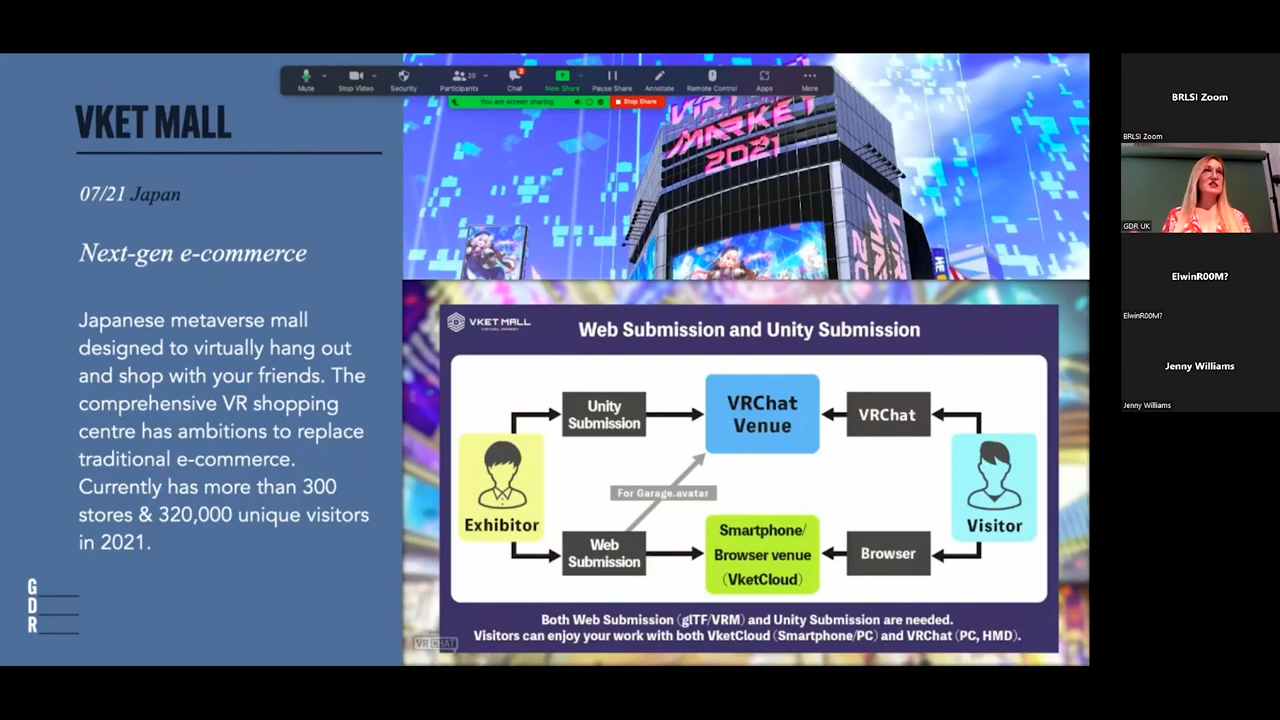 VKET MALL
07/21 Japan
Next-gen e-commerce
Japanese metaverse mall
designed to virtually hang out
and shop with your friends. The
comprehensive VR shopping
centre has ambitions to replace
traditional e-commerce.
Currently has more than 300
stores & 320,000 unique visitors
in 2021.
G
D
R
Mute
Stop Video
Security
Participants
20
Chat
2
New Share
Pause Share
Annotate
Remote Control
Apps
More
You are screen sharing
Stop Share
VIRTUAL
MARKET
2021
VKET MALL
Web Submission and Unity Submission
Unity
Submission
VRChat
Venue
VRChat
Exhibitor
For Garage.avatar
Visitor
Web
Submission
Smartphone/
Browser venue
(VketCloud)
Browser
Both Web Submission (glTF/VRM) and Unity Submission are needed.
Visitors can enjoy your work with both VketCloud (Smartphone/PC) and VRChat (PC, HMD).
VRCHAT
BRLSI Zoom
BRLSI Zoom
GDR UK
ElwinR00M?
ElwinR00M?
Jenny Williams
Jenny Williams